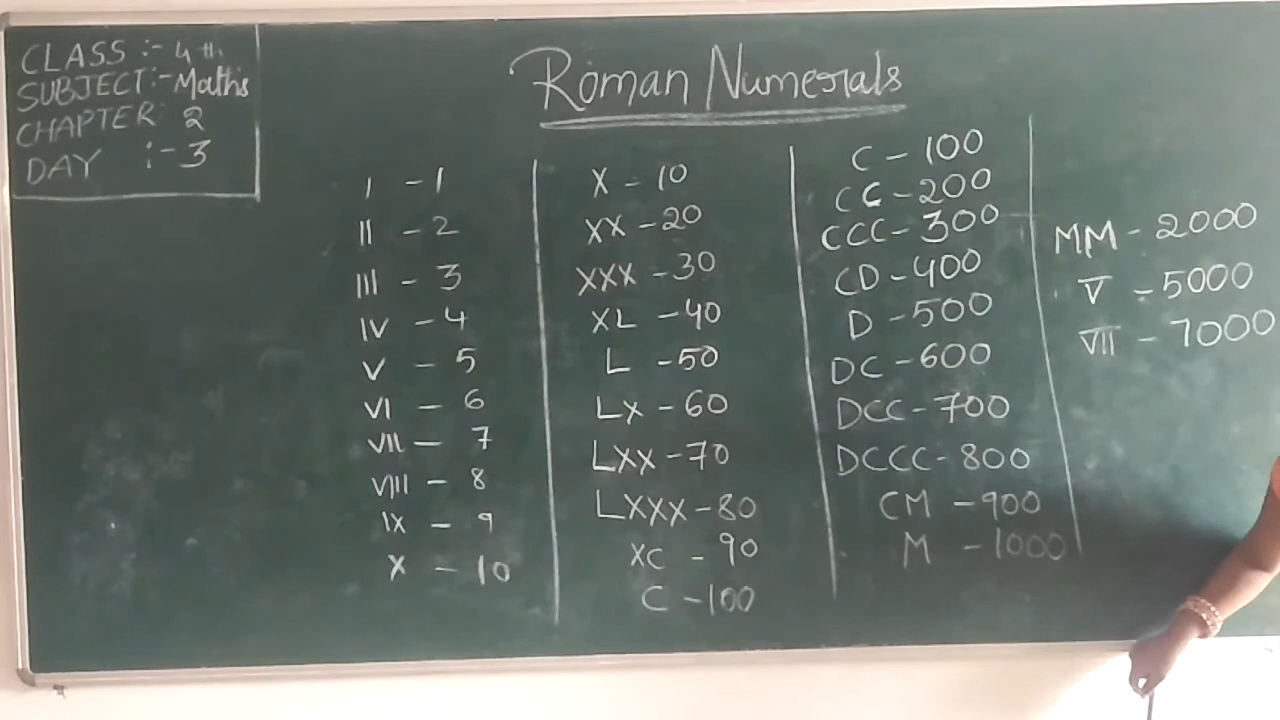 CLASS :- 4th
SUBJECT:- Maths
CHAPTER 2
DAY :- 3
Roman Numerals
I - 1
II - 2
III - 3
IV - 4
V - 5
VI - 6
VII - 7
VIII - 8
IX - 9
X - 10
X - 10
XX - 20
XXX - 30
XL - 40
L - 50
LX - 60
LXX - 70
LXXX - 80
XC - 90
C - 100
C - 100
CC - 200
CCC - 300
CD - 400
D - 500
DC - 600
DCC - 700
DCCC - 800
CM - 900
M - 1000
MM - 2000
V̅ - 5000
V̅I̅I̅ - 7000